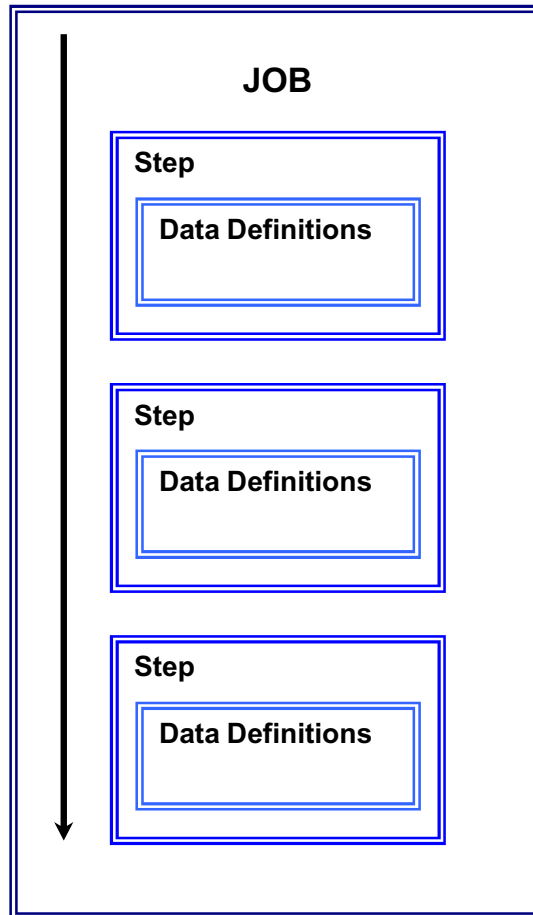 JOB
Step
Data Definitions
Step
Data Definitions
Step
Data Definitions